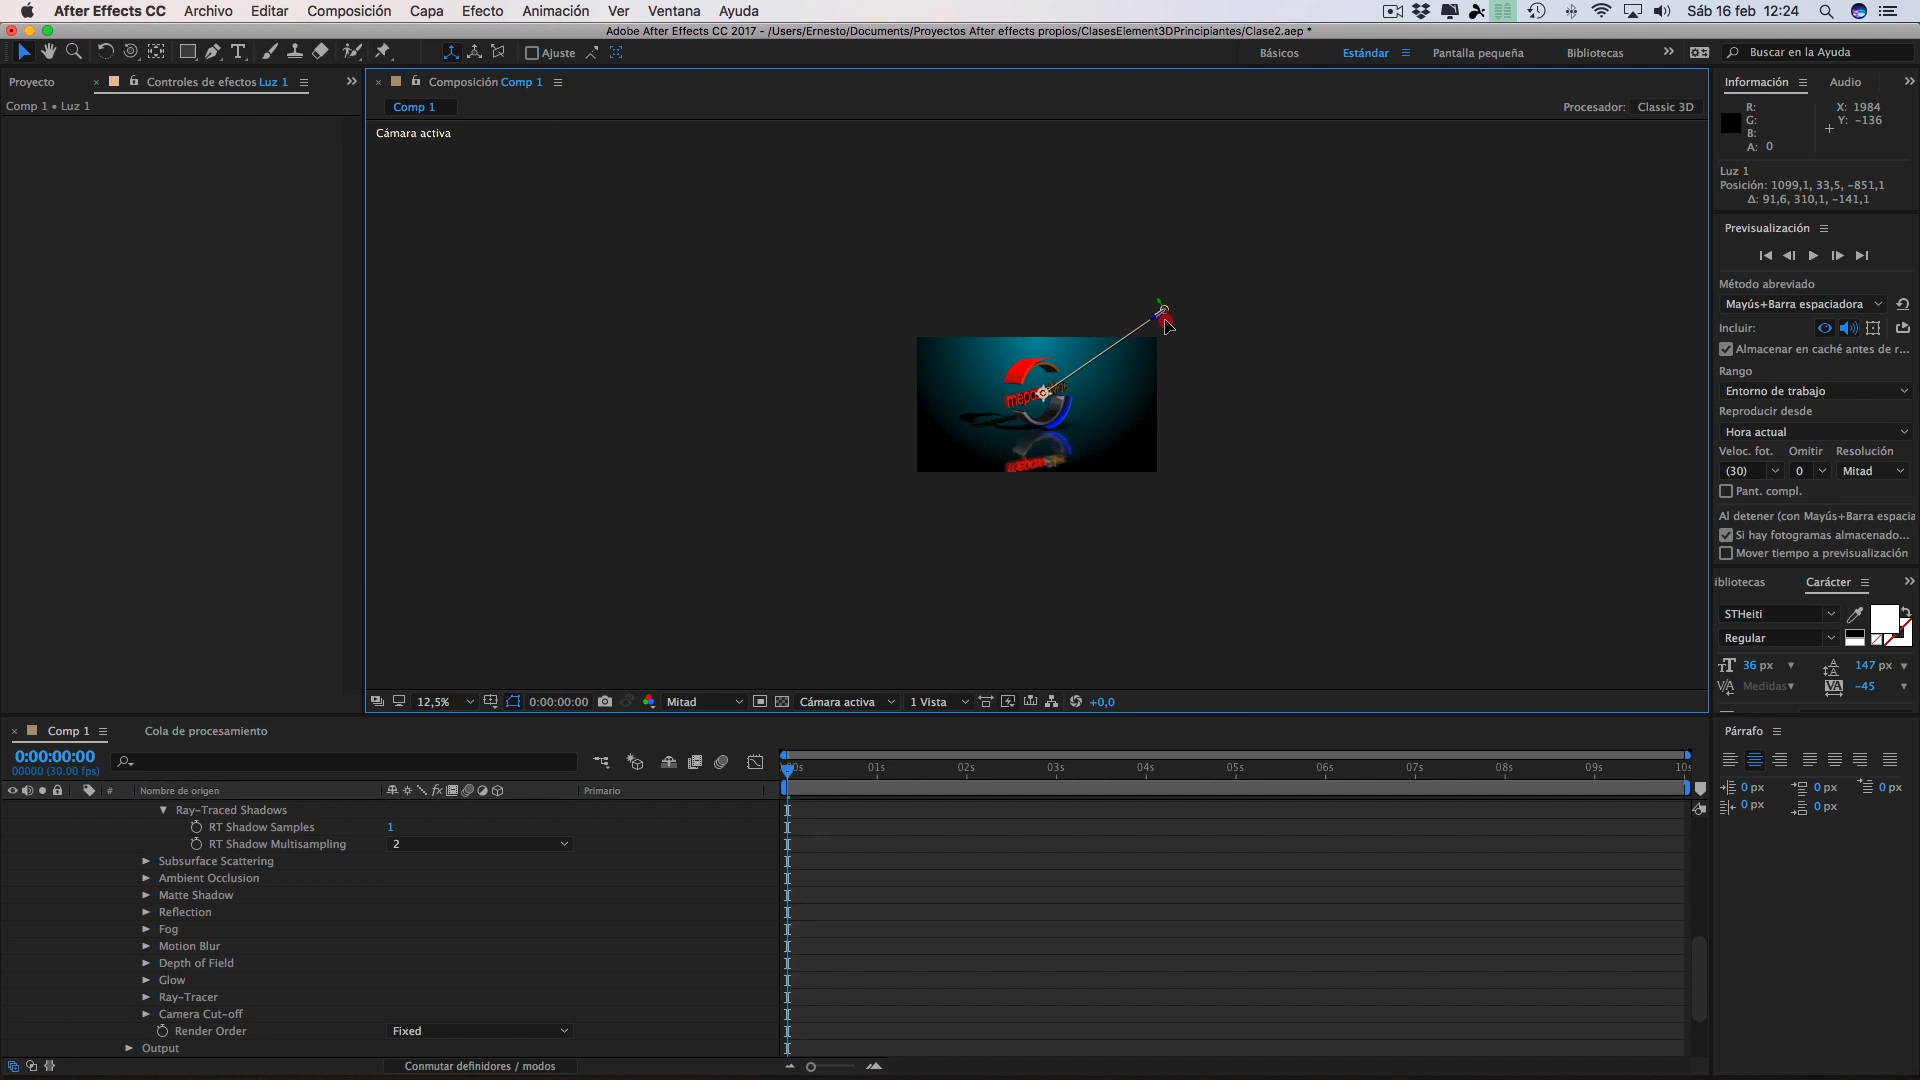 After Effects CC Archivo Editar Composición Capa Efecto Animación Ver Ventana Ayuda Sáb 16 feb 12:24
Adobe After Effects CC 2017 - /Users/Ernesto/Documents/Proyectos After effects propios/ClasesElement3DPrincipiantes/Clase2.aep *
T Ajuste Básicos Estándar Pantalla pequeña Bibliotecas Buscar en la Ayuda
Proyecto Controles de efectos Luz 1 Composición Comp 1 Información Audio
Comp 1 • Luz 1
Comp 1 Procesador: Classic 3D
R:
G:
B:
A: 0
X: 1984
Y: -136
Cámara activa
Luz 1
Posición: 1099,1, 33,5, -851,1
Δ: 91,6, 310,1, -141,1
Previsualización
Método abreviado
Mayús+Barra espaciadora
Incluir:
Almacenar en caché antes de r...
Rango
Entorno de trabajo
Reproducir desde
Hora actual
Veloc. fot. Omitir Resolución
(30) 0 Mitad
Pant. compl.
Al detener (con Mayús+Barra espacia
Si hay fotogramas almacenado...
Mover tiempo a previsualización
ibliotecas Carácter
STHeiti
Regular
36 px 147 px
Medidas -45
12,5% 0:00:00:00 Mitad Cámara activa 1 Vista +0,0
Comp 1 Cola de procesamiento
Párrafo
0:00:00:00
00000 (30.00 fps)
00s 01s 02s 03s 04s 05s 06s 07s 08s 09s 10s
# Nombre de origen fx Primario
0 px 0 px 0 px
0 px 0 px
Ray-Traced Shadows
RT Shadow Samples 1
RT Shadow Multisampling 2
Subsurface Scattering
Ambient Occlusion
Matte Shadow
Reflection
Fog
Motion Blur
Depth of Field
Glow
Ray-Tracer
Camera Cut-off
Render Order Fixed
Output
Conmutar definidores / modos